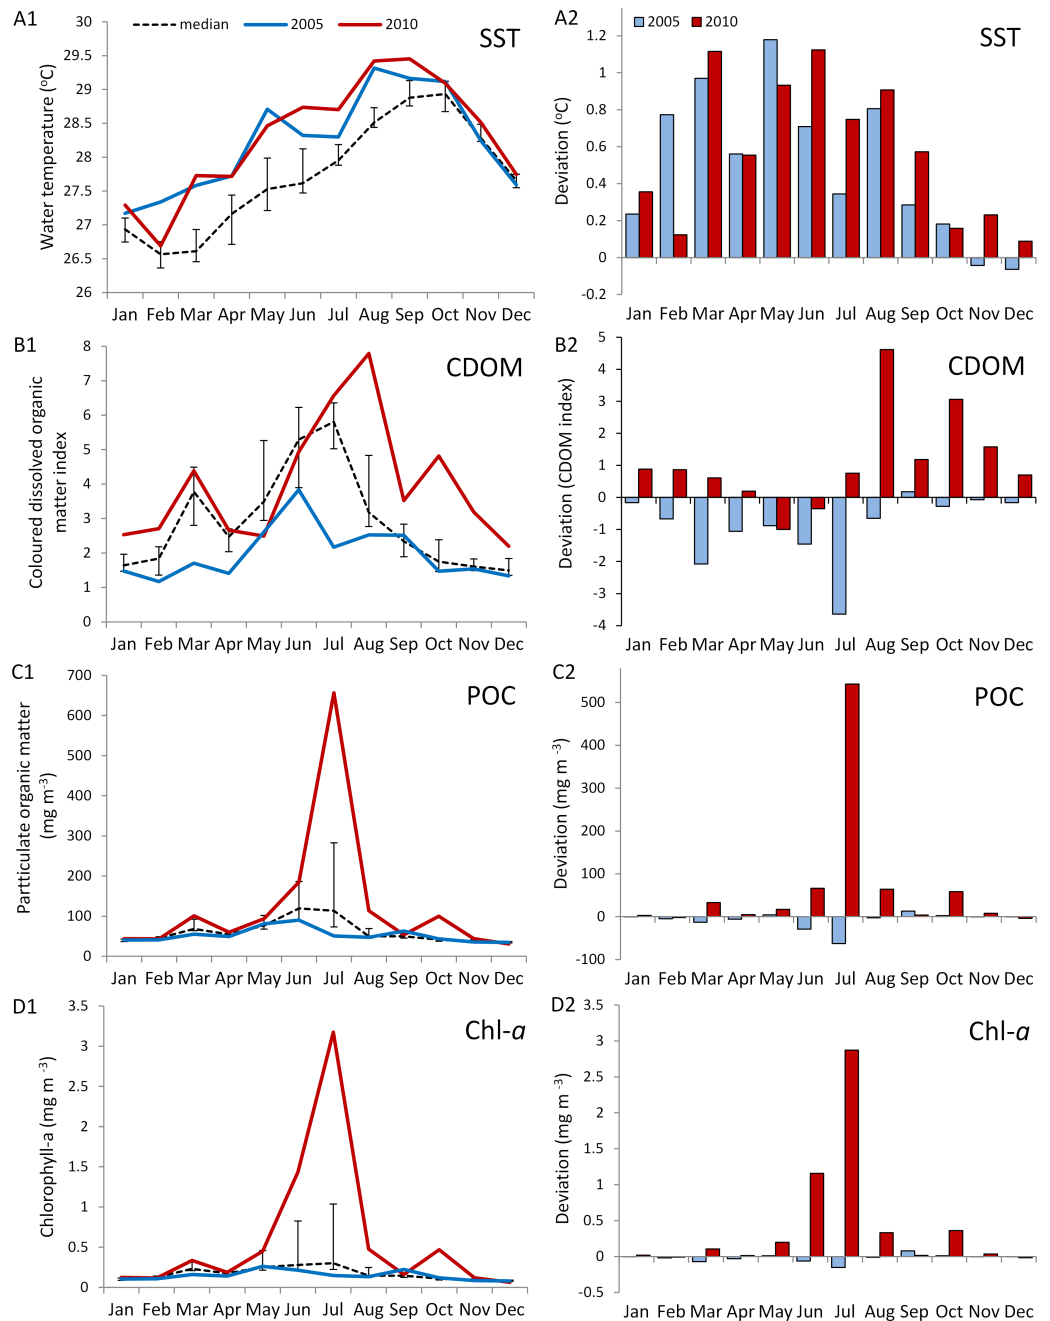 A1
median
2005
2010
SST
Water temperature (ºC)
30
29.5
29
28.5
28
27.5
27
26.5
26
Jan Feb Mar Apr May Jun Jul Aug Sep Oct Nov Dec
A2
2005
2010
SST
Deviation (ºC)
1.2
1
0.8
0.6
0.4
0.2
0
-0.2
Jan Feb Mar Apr May Jun Jul Aug Sep Oct Nov Dec
B1
CDOM
Coloured dissolved organic
matter index
8
7
6
5
4
3
2
1
0
Jan Feb Mar Apr May Jun Jul Aug Sep Oct Nov Dec
B2
CDOM
Deviation (CDOM index)
5
4
3
2
1
0
-1
-2
-3
-4
Jan Feb Mar Apr May Jun Jul Aug Sep Oct Nov Dec
C1
POC
Partticulate organic matter
(mg m⁻³)
700
600
500
400
300
200
100
0
Jan Feb Mar Apr May Jun Jul Aug Sep Oct Nov Dec
C2
POC
Deviation (mg m ⁻³)
500
400
300
200
100
0
-100
Jan Feb Mar Apr May Jun Jul Aug Sep Oct Nov Dec
D1
Chl-a
Chlorophyll-a (mg m ⁻³)
3.5
3
2.5
2
1.5
1
0.5
0
Jan Feb Mar Apr May Jun Jul Aug Sep Oct Nov Dec
D2
Chl-a
Deviation (mg m ⁻³)
3.5
3
2.5
2
1.5
1
0.5
0
-0.5
Jan Feb Mar Apr May Jun Jul Aug Sep Oct Nov Dec